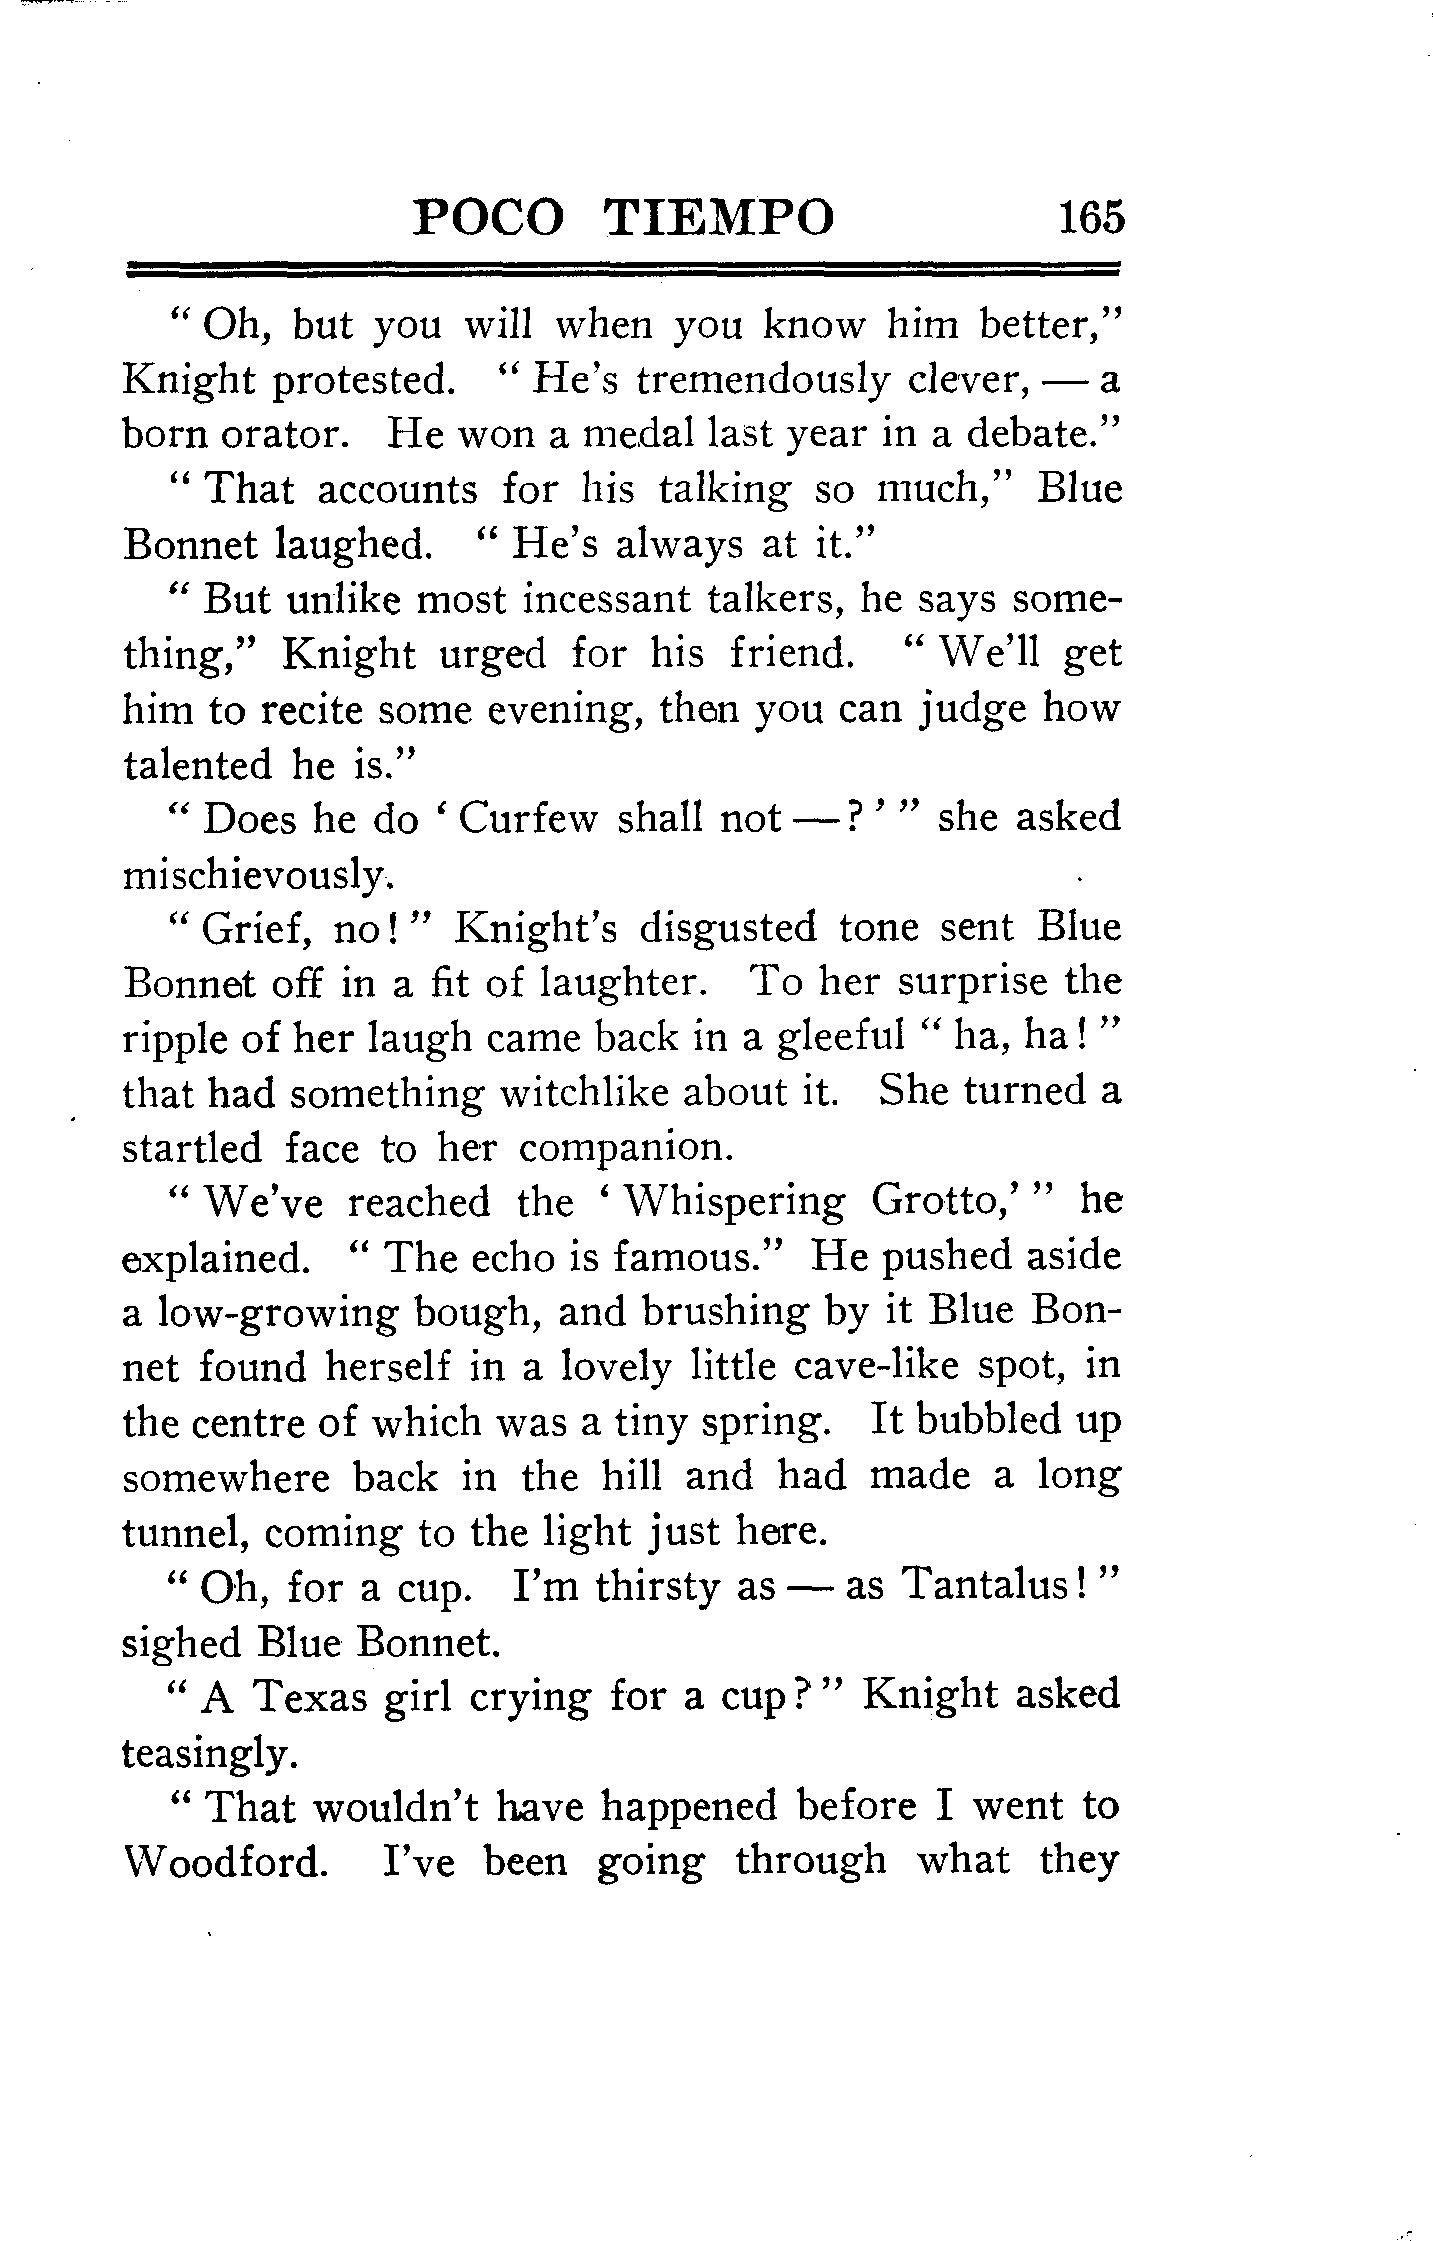 POCO TIEMPO 165
“ Oh, but you will when you know him better,”
Knight protested. “ He’s tremendously clever, — a
born orator. He won a medal last year in a debate.”
“ That accounts for his talking so much,” Blue
Bonnet laughed. “ He’s always at it.”
“ But unlike most incessant talkers, he says some-
thing,” Knight urged for his friend. “ We’ll get
him to recite some evening, then you can judge how
talented he is.”
“ Does he do ‘ Curfew shall not —? ’ ” she asked
mischievously.
“ Grief, no! ” Knight’s disgusted tone sent Blue
Bonnet off in a fit of laughter. To her surprise the
ripple of her laugh came back in a gleeful “ ha, ha! ”
that had something witchlike about it. She turned a
startled face to her companion.
“ We’ve reached the ‘ Whispering Grotto,’ ” he
explained. “ The echo is famous.” He pushed aside
a low-growing bough, and brushing by it Blue Bon-
net found herself in a lovely little cave-like spot, in
the centre of which was a tiny spring. It bubbled up
somewhere back in the hill and had made a long
tunnel, coming to the light just here.
“ Oh, for a cup. I’m thirsty as — as Tantalus! ”
sighed Blue Bonnet.
“ A Texas girl crying for a cup? ” Knight asked
teasingly.
“ That wouldn’t have happened before I went to
Woodford. I’ve been going through what they